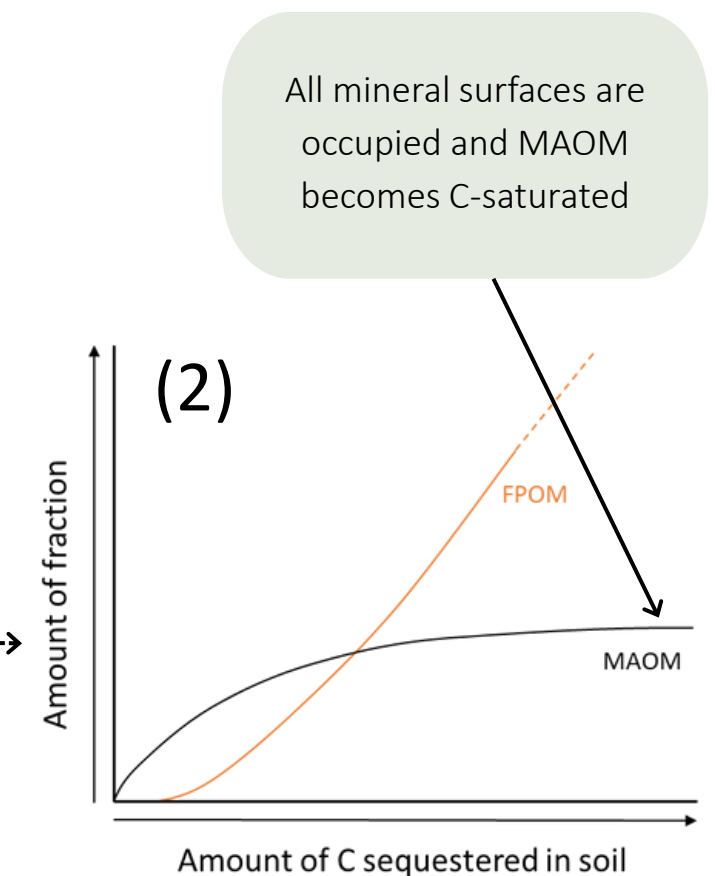 All mineral surfaces are
occupied and MAOM
becomes C-saturated
(2)
Amount of fraction
FPOM
MAOM
Amount of C sequestered in soil